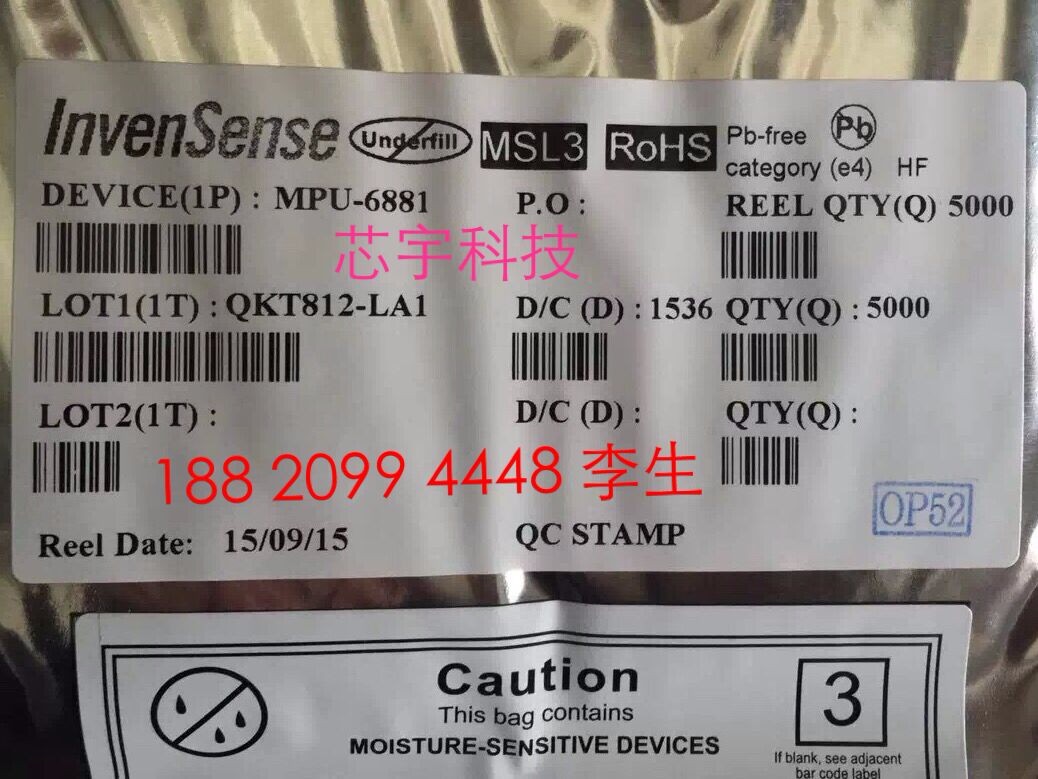 InvenSense Underfill MSL3 RoHS Pb-free Pb
category (e4) HF
DEVICE(1P) : MPU-6881 P.O : REEL QTY(Q) 5000
芯宇科技
LOT1(1T) : QKT812-LA1 D/C (D) : 1536 QTY(Q) : 5000
LOT2(1T) : D/C (D) : QTY(Q) :
188 2099 4448 李生
OP52
Reel Date: 15/09/15 QC STAMP
Caution
This bag contains
MOISTURE-SENSITIVE DEVICES
3
If blank, see adjacent
bar code label